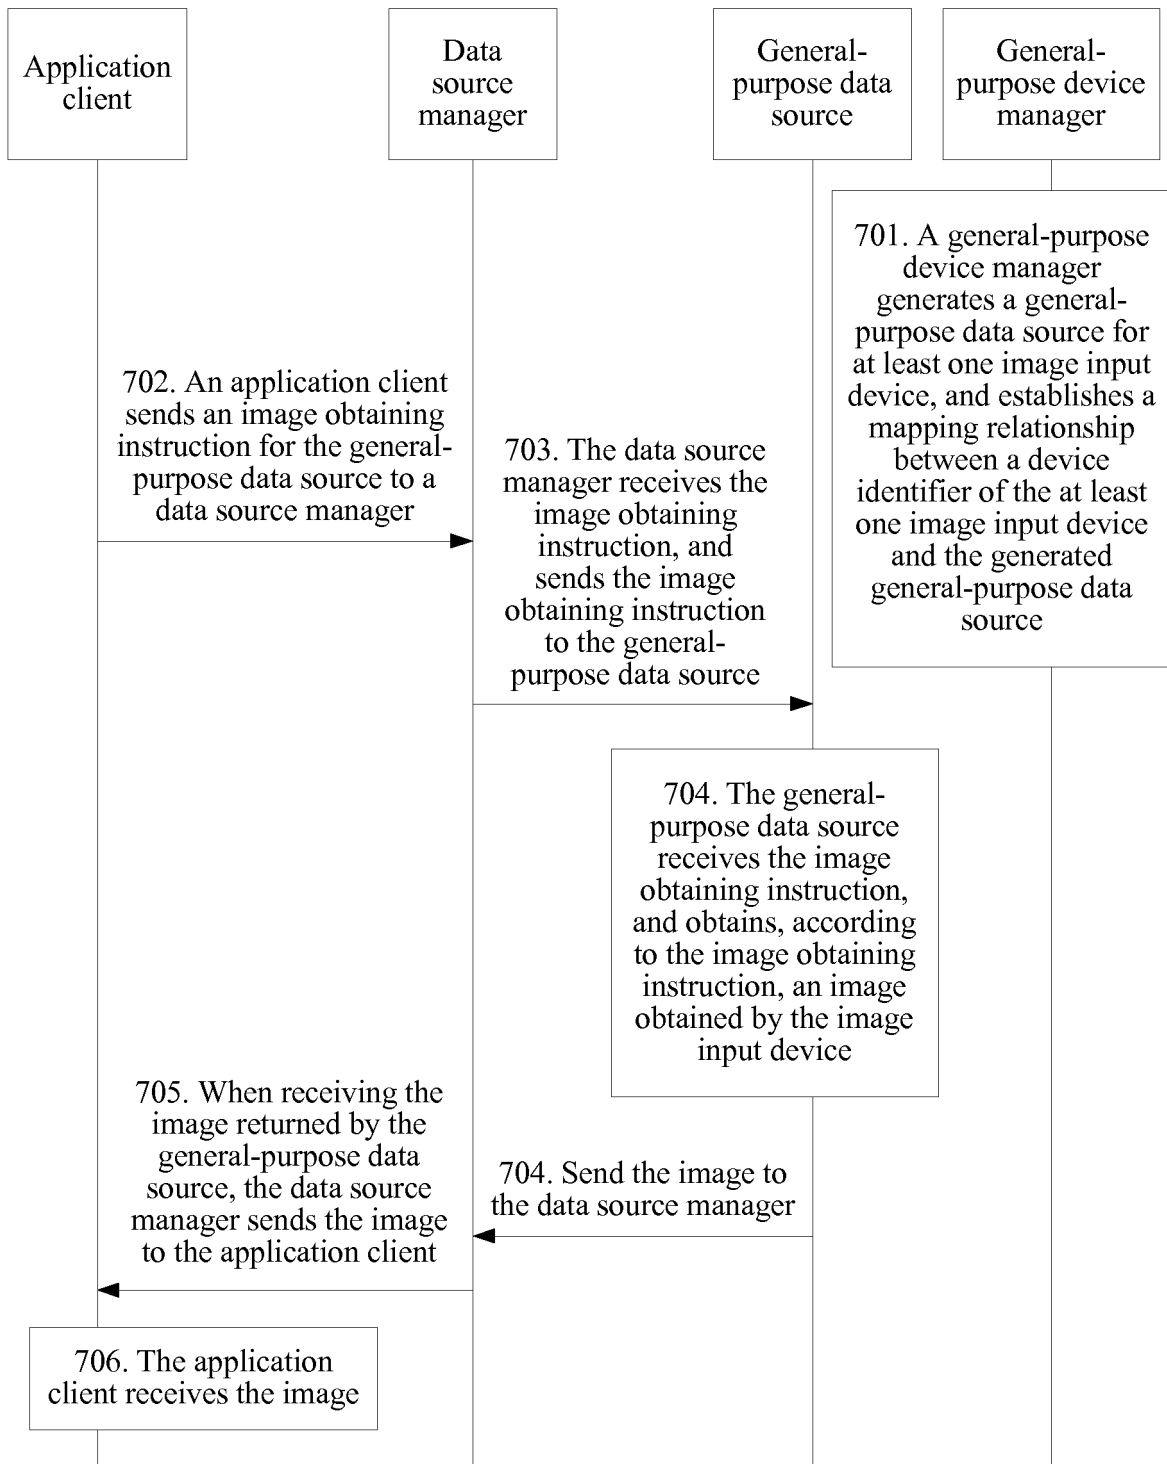 Application
client
Data
source
manager
General-
purpose data
source
General-
purpose device
manager
701. A general-purpose
device manager
generates a general-
purpose data source for
at least one image input
device, and establishes a
mapping relationship
between a device
identifier of the at least
one image input device
and the generated
general-purpose data
source
702. An application client
sends an image obtaining
instruction for the general-
purpose data source to a
data source manager
703. The data source
manager receives the
image obtaining
instruction, and
sends the image
obtaining instruction
to the general-
purpose data source
704. The general-
purpose data source
receives the image
obtaining instruction,
and obtains, according
to the image obtaining
instruction, an image
obtained by the image
input device
704. Send the image to
the data source manager
705. When receiving the
image returned by the
general-purpose data
source, the data source
manager sends the image
to the application client
706. The application
client receives the image